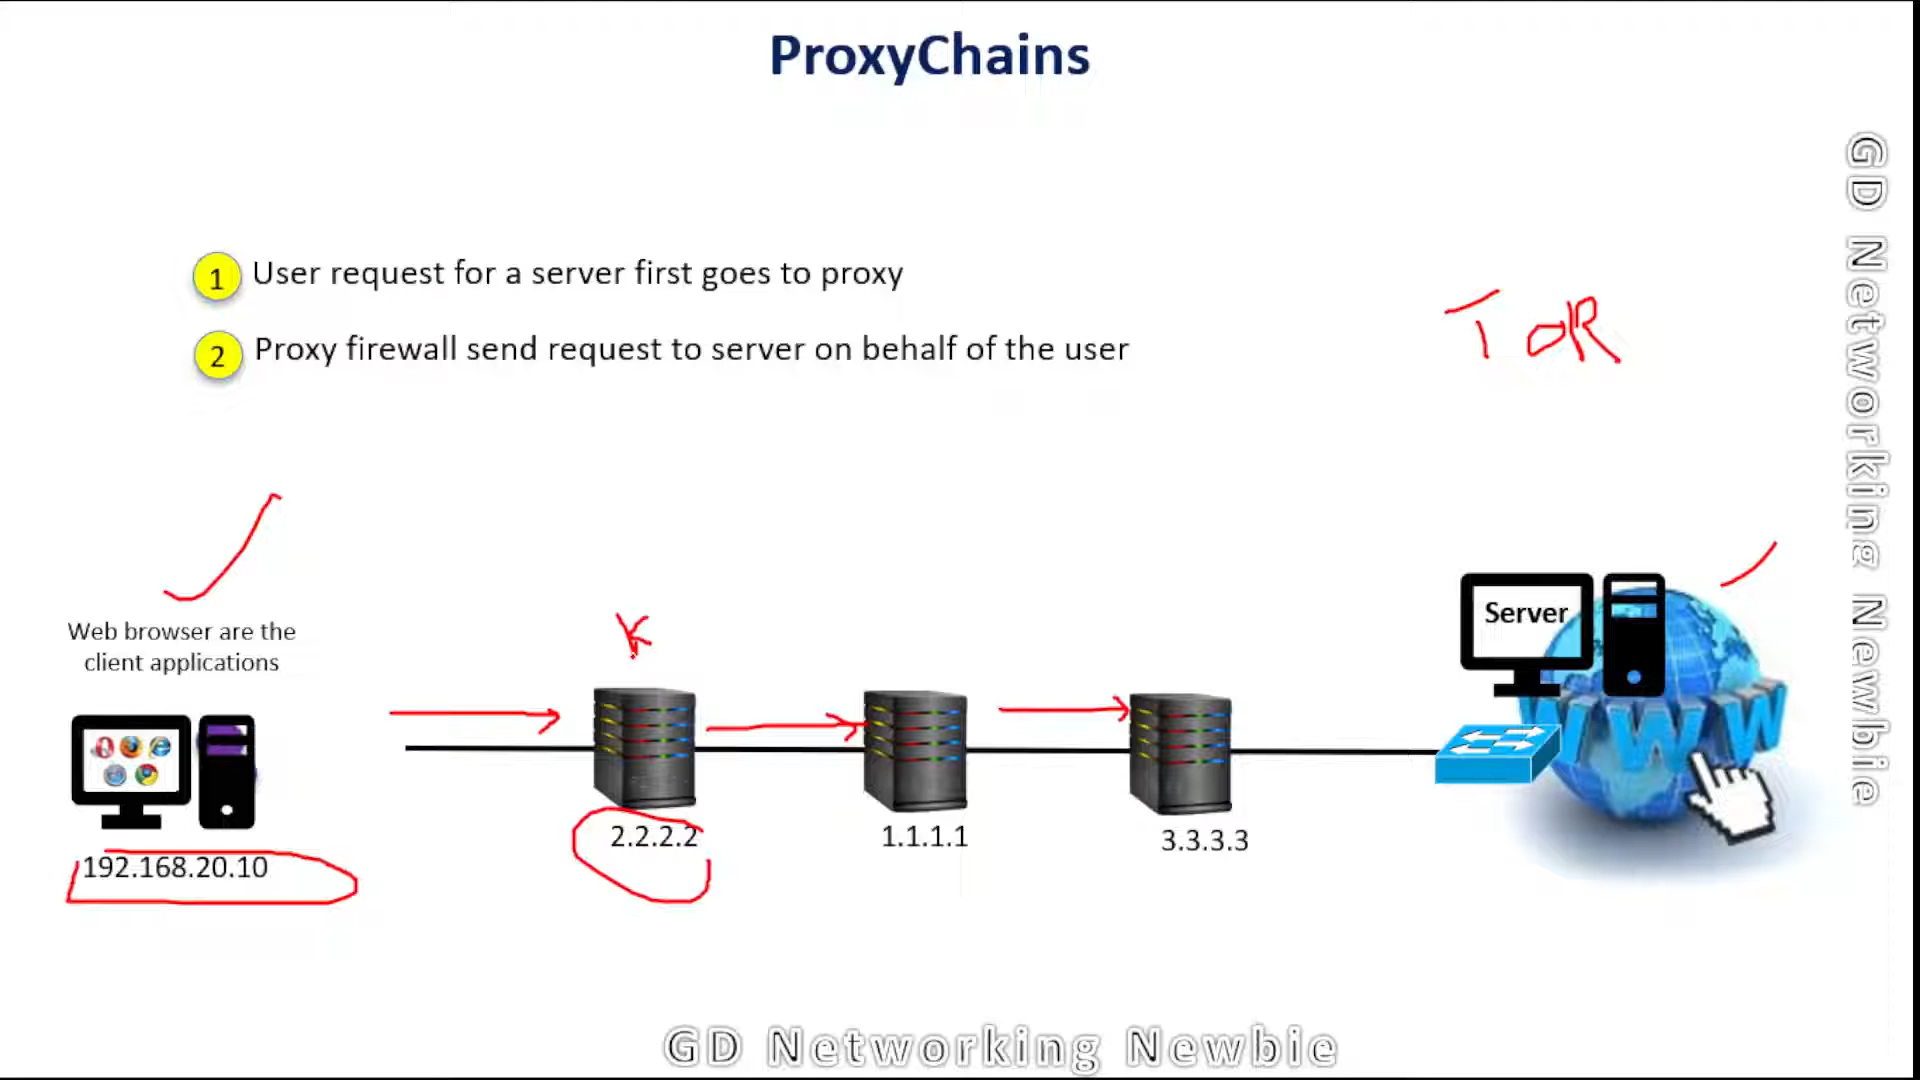 ProxyChains
1 User request for a server first goes to proxy
2 Proxy firewall send request to server on behalf of the user
TOR
Web browser are the
client applications
K
Server
WWW
192.168.20.10
2.2.2.2
1.1.1.1
3.3.3.3
GD Networking Newbie
GD Networking Newbie